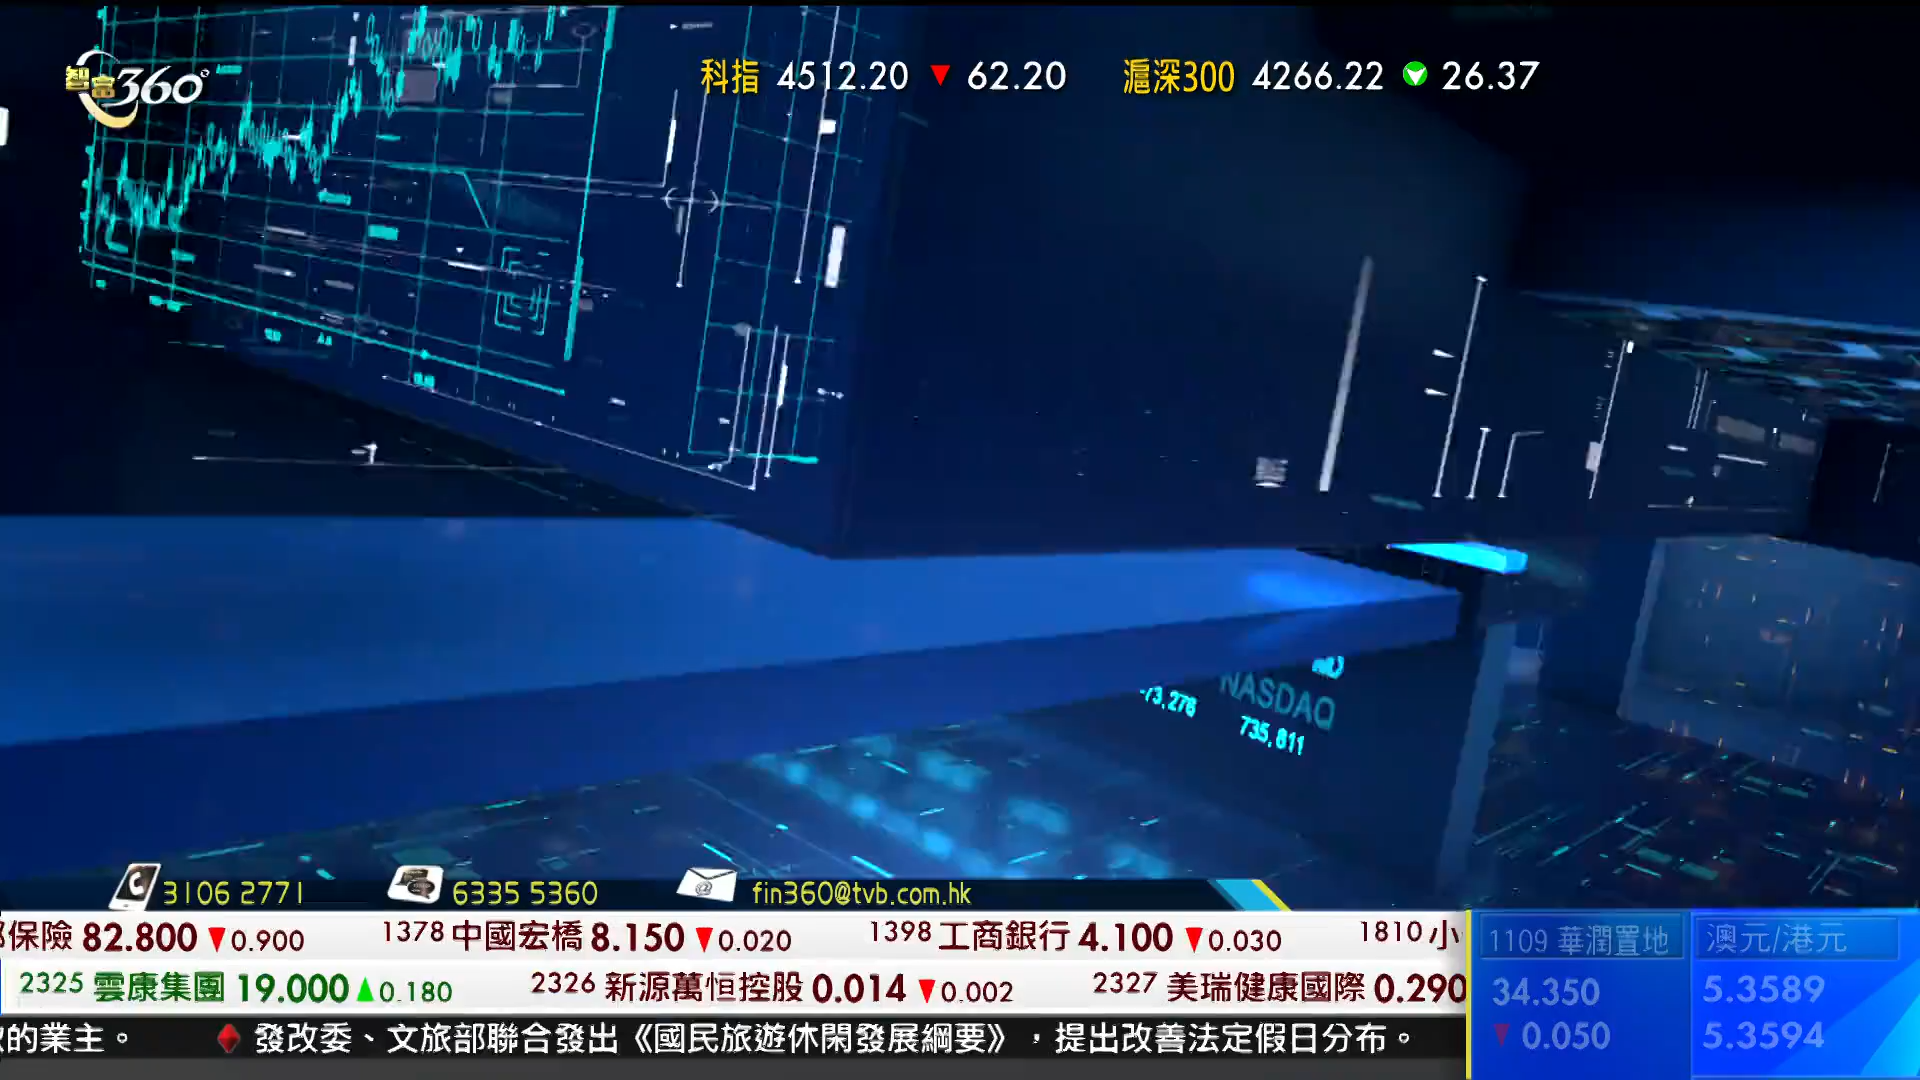 智富360°
科指 4512.20 ▼ 62.20 滬深300 4266.22 ▼ 26.37
NASDAQ
-73,276
735,811
3106 2771 6335 5360 fin360@tvb.com.hk
保險 82.800 ▼0.900 1378 中國宏橋 8.150 ▼0.020 1398 工商銀行 4.100 ▼0.030 1810 小
2325 雲康集團 19.000 ▲0.180 2326 新源萬恒控股 0.014 ▼0.002 2327 美瑞健康國際 0.290
的業主。 ♦ 發改委、文旅部聯合發出《國民旅遊休閑發展綱要》,提出改善法定假日分布。
1109 華潤置地
34.350
▼ 0.050
澳元/港元
5.3589
5.3594